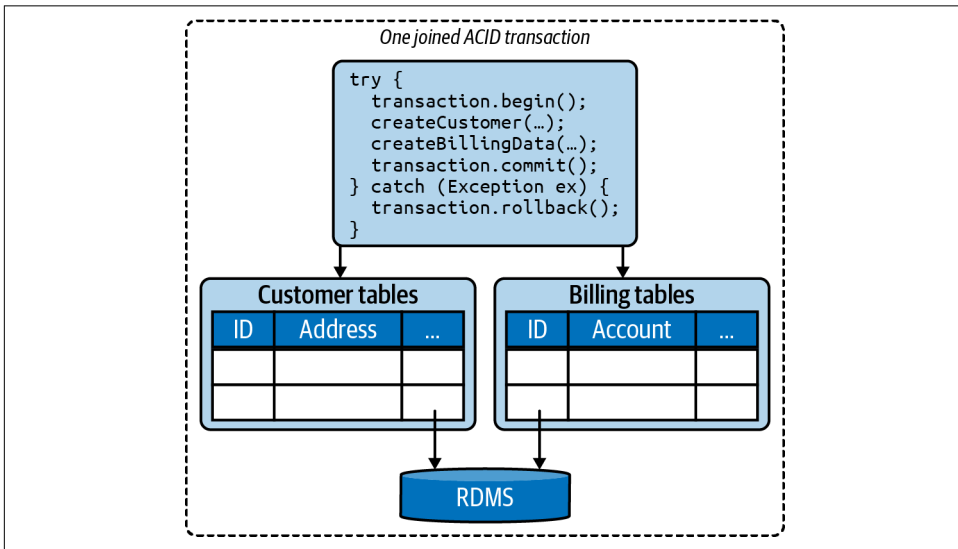 One joined ACID transaction
try {
  transaction.begin();
  createCustomer(…);
  createBillingData(…);
  transaction.commit();
} catch (Exception ex) {
  transaction.rollback();
}
Customer tables
ID Address ...
Billing tables
ID Account ...
RDMS